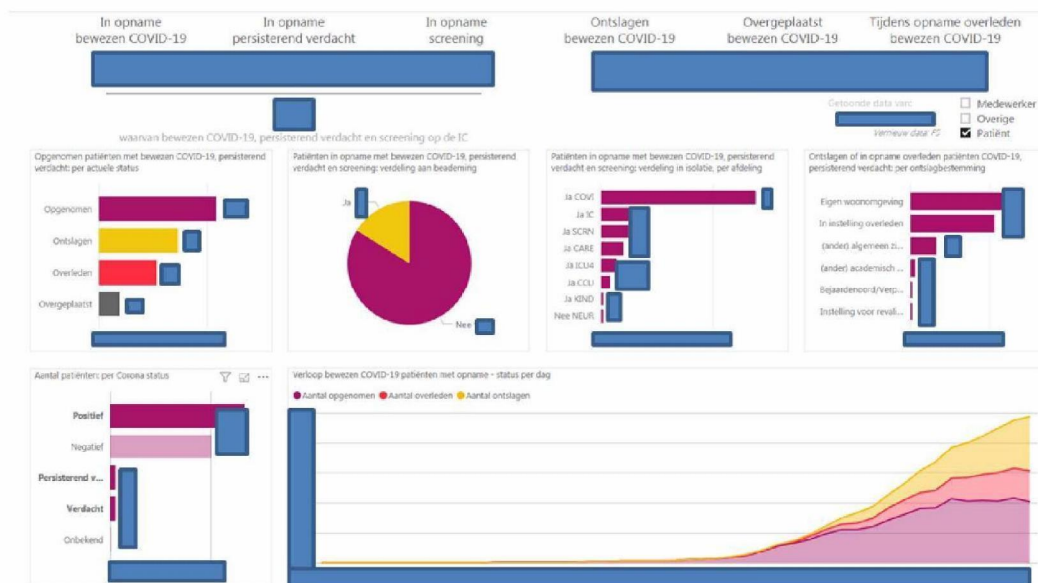 In opname
bewezen COVID-19
In opname
persisterend verdacht
In opname
screening
Ontslagen
bewezen COVID-19
Overgeplaatst
bewezen COVID-19
Tijdens opname overleden
bewezen COVID-19
waarvan bewezen COVID-19, persisterend verdacht en screening op de IC
Getoonde data van:
Vernieuw data: F5
Medewerker
Overige
Patiënt
Opgenomen patiënten met bewezen COVID-19, persisterend
verdacht: per actuele status
Opgenomen
Ontslagen
Overleden
Overgeplaatst
Patiënten in opname met bewezen COVID-19, persisterend
verdacht en screening: verdeling aan beademing
Ja
Nee
Patiënten in opname met bewezen COVID-19, persisterend
verdacht en screening: verdeling in isolatie, per afdeling
Ja COVI
Ja IC
Ja SCRN
Ja CARE
Ja ICU4
Ja CCU
Ja KIND
Nee NEUR
Ontslagen of in opname overleden patiënten COVID-19,
persisterend verdacht: per ontslagbestemming
Eigen woonomgeving
In instelling overleden
(ander) algemeen zi...
(ander) academisch ...
Bejaardenoord/Verp...
Instelling voor revali...
Aantal patiënten: per Corona status
Positief
Negatief
Persisterend v...
Verdacht
Onbekend
Verloop bewezen COVID-19 patiënten met opname - status per dag
Aantal opgenomen Aantal overleden Aantal ontslagen